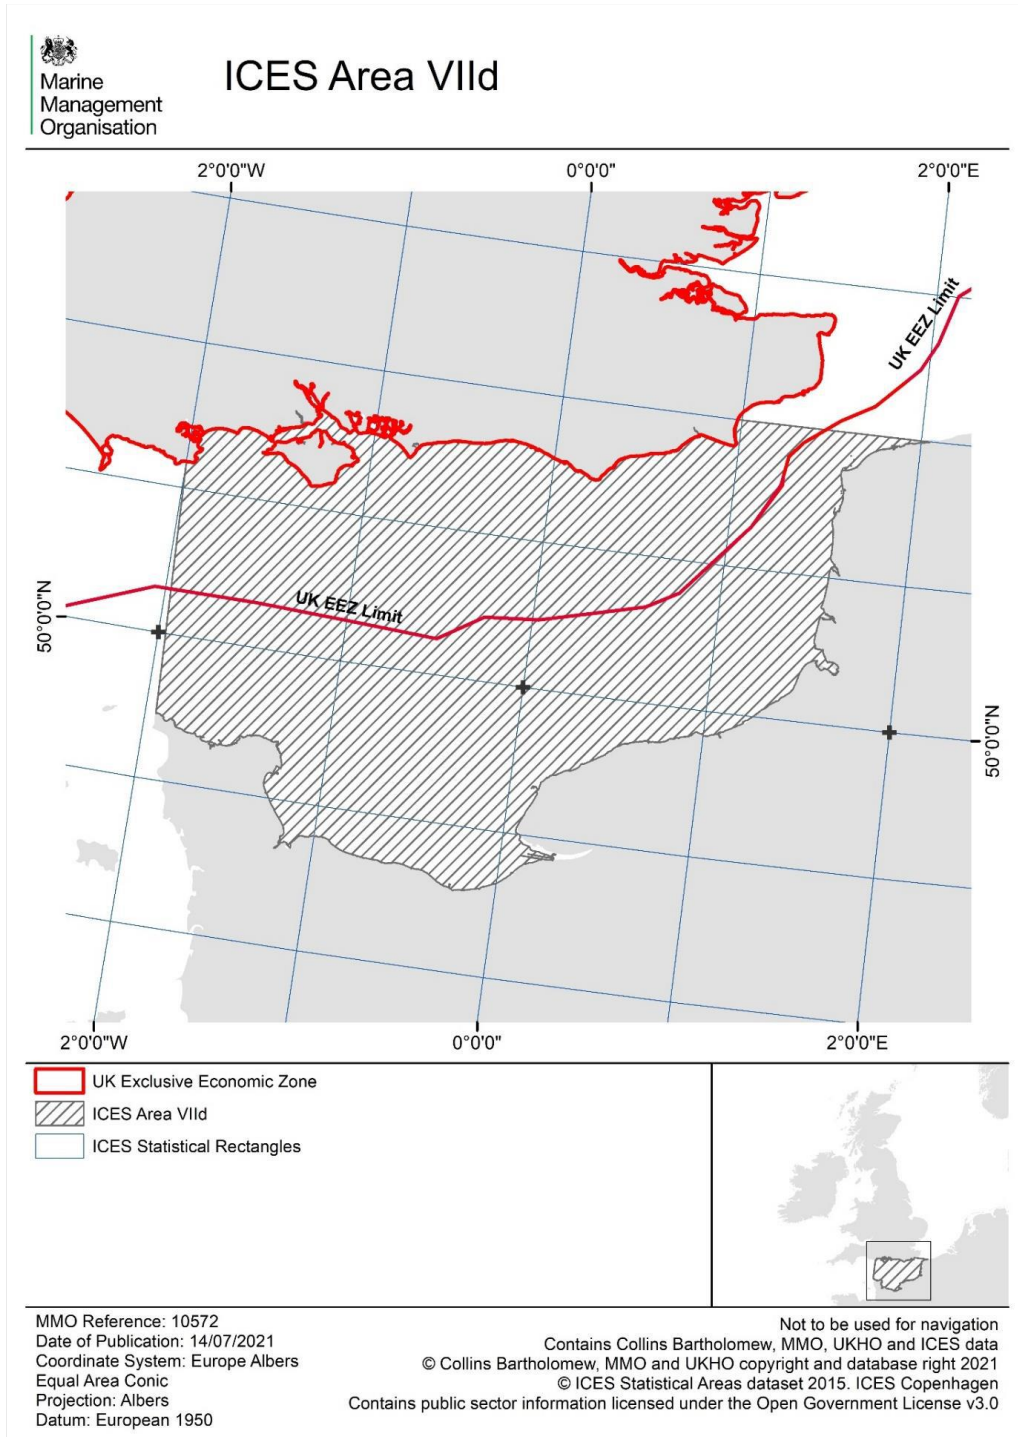 Marine
Management
Organisation
ICES Area VIId
2°0'0"W
0°0'0"
2°0'0"E
UK EEZ Limit
UK EEZ Limit
50°0'0"N
50°0'0"N
2°0'0"W
0°0'0"
2°0'0"E
UK Exclusive Economic Zone
ICES Area VIId
ICES Statistical Rectangles
MMO Reference: 10572
Date of Publication: 14/07/2021
Coordinate System: Europe Albers
Equal Area Conic
Projection: Albers
Datum: European 1950
Not to be used for navigation
Contains Collins Bartholomew, MMO, UKHO and ICES data
© Collins Bartholomew, MMO and UKHO copyright and database right 2021
© ICES Statistical Areas dataset 2015. ICES Copenhagen
Contains public sector information licensed under the Open Government License v3.0